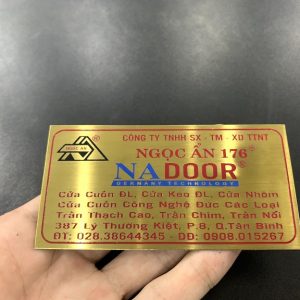 CÔNG TY TNHH SX - TM - XD TTNT
NGỌC ẨN
®
NGỌC ẨN 176®
NADOOR®
GERMANY TECHNOLOGY
Cửa Cuốn ĐL, Cửa Kéo ĐL, Cửa Nhôm
Cửa Cuốn Công Nghệ Đức Các Loại
Trần Thạch Cao, Trần Chìm, Trần Nổi
387 Lý Thường Kiệt, P.8, Q.Tân Bình
ĐT: 028.38644345 - DĐ: 0908.015267